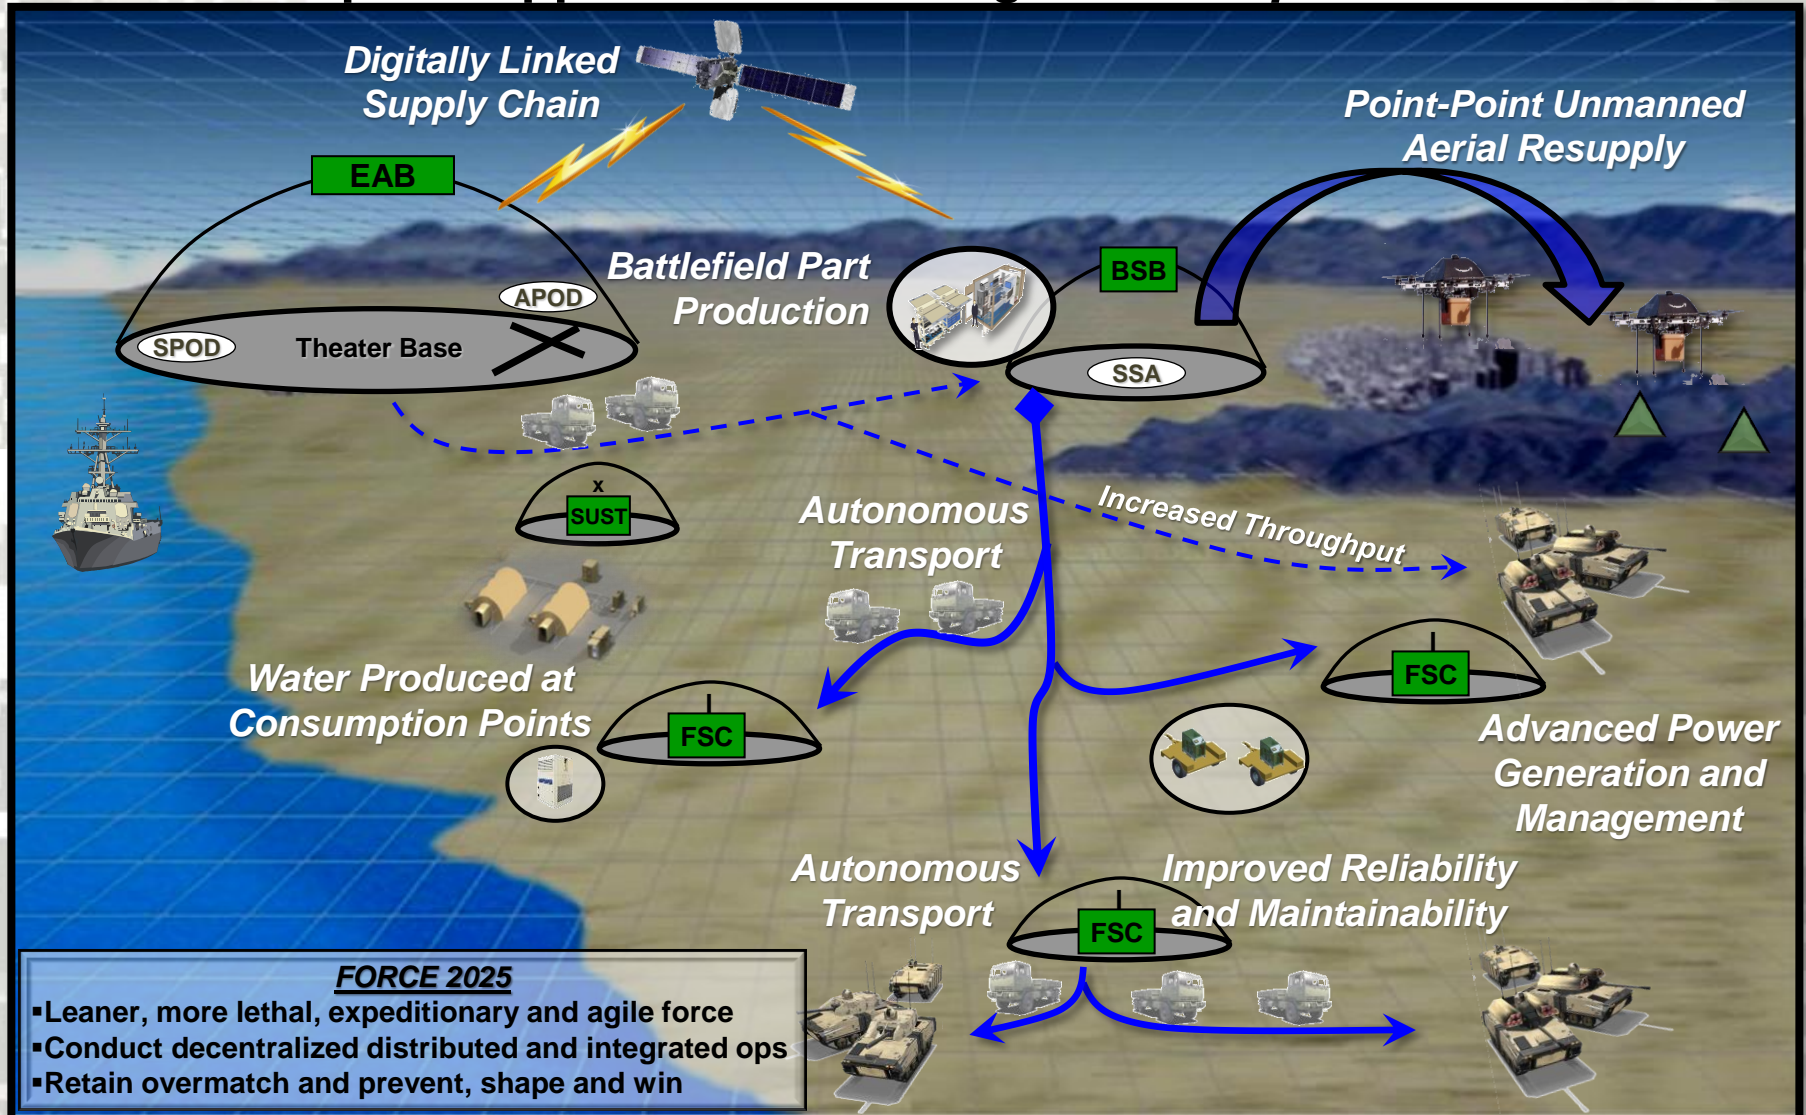 Digitally Linked
Supply Chain
Point-Point Unmanned
Aerial Resupply
EAB
Battlefield Part
Production
BSB
APOD
SPOD
Theater Base
SSA
x
SUST
Autonomous
Transport
Increased Throughput
Water Produced at
Consumption Points
FSC
FSC
Advanced Power
Generation and
Management
Autonomous
Transport
Improved Reliability
and Maintainability
FSC
FORCE 2025
▪Leaner, more lethal, expeditionary and agile force
▪Conduct decentralized distributed and integrated ops
▪Retain overmatch and prevent, shape and win